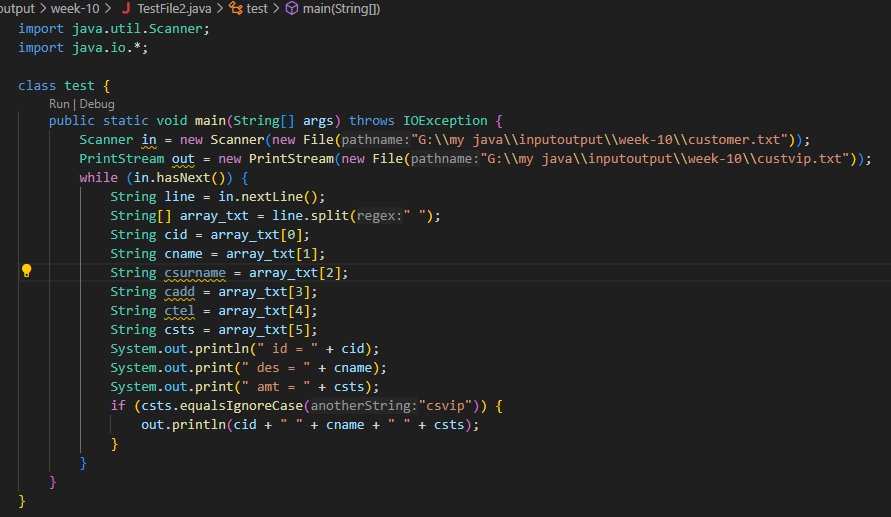 output > week-10 > J TestFile2.java > test > main(String[])
import java.util.Scanner;
import java.io.*;
class test {
Run | Debug
public static void main(String[] args) throws IOException {
Scanner in = new Scanner(new File(pathname:"G:\\my java\\inputoutput\\week-10\\customer.txt"));
PrintStream out = new PrintStream(new File(pathname:"G:\\my java\\inputoutput\\week-10\\custvip.txt"));
while (in.hasNext()) {
String line = in.nextLine();
String[] array_txt = line.split(regex:" ");
String cid = array_txt[0];
String cname = array_txt[1];
String csurname = array_txt[2];
String cadd = array_txt[3];
String ctel = array_txt[4];
String csts = array_txt[5];
System.out.println(" id = " + cid);
System.out.print(" des = " + cname);
System.out.print(" amt = " + csts);
if (csts.equalsIgnoreCase(anotherString:"csvip")) {
out.println(cid + " " + cname + " " + csts);
}
}
}
}